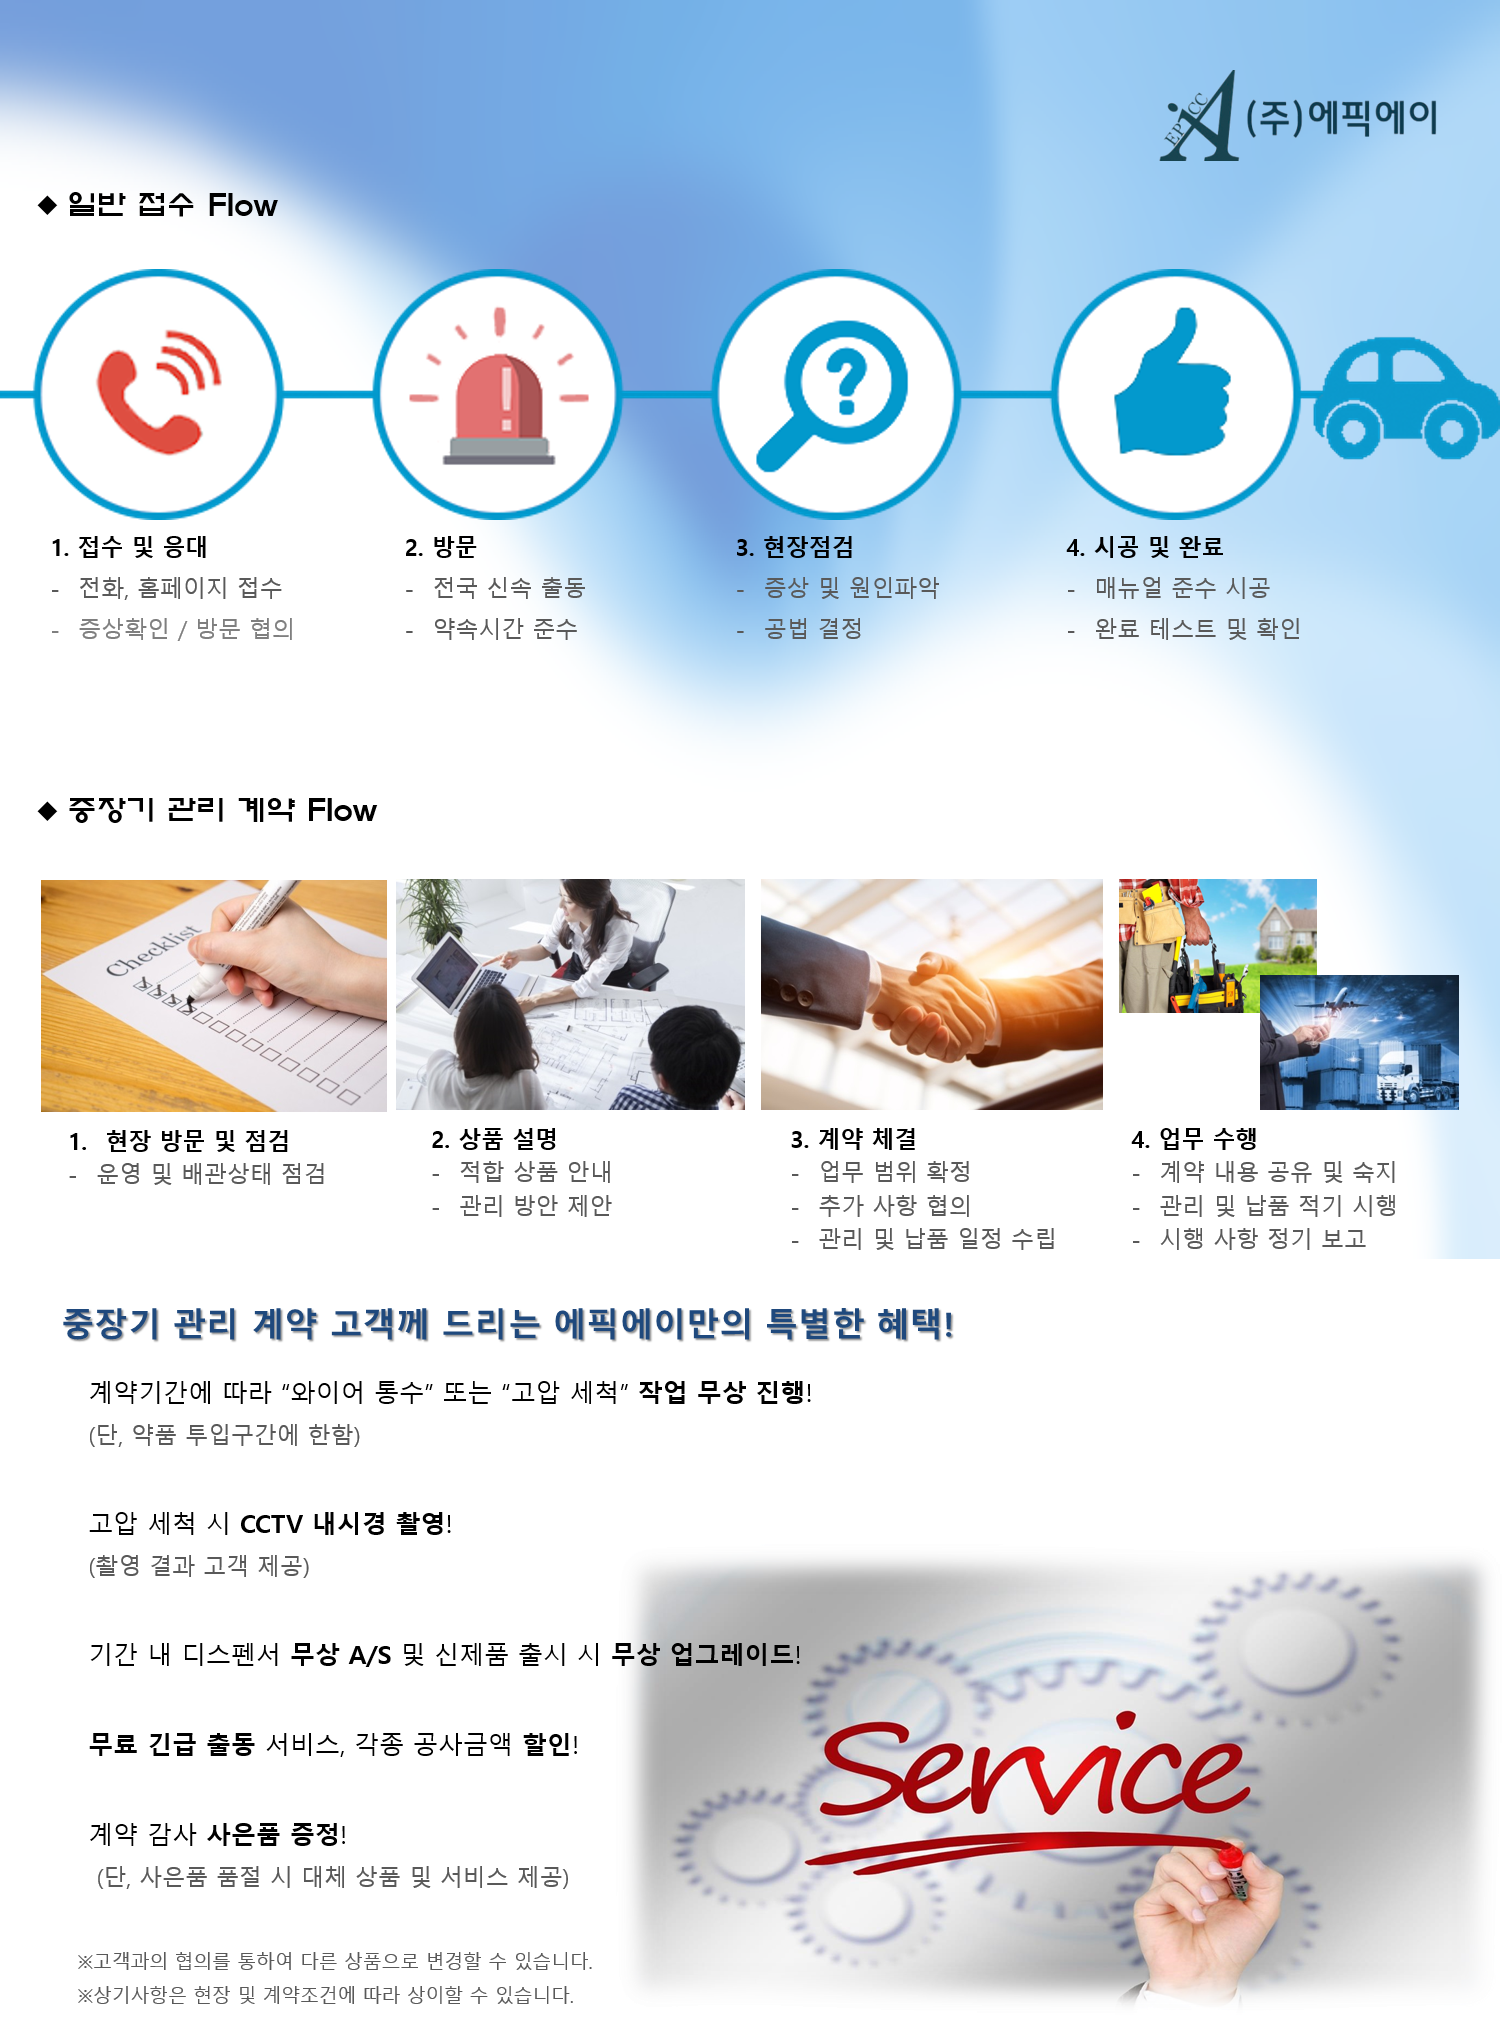 EPICC A (주)에픽에이
◆ 일반 접수 Flow
1. 접수 및 응대
- 전화, 홈페이지 접수
- 증상확인 / 방문 협의
2. 방문
- 전국 신속 출동
- 약속시간 준수
3. 현장점검
- 증상 및 원인파악
- 공법 결정
4. 시공 및 완료
- 매뉴얼 준수 시공
- 완료 테스트 및 확인
◆ 중장기 관리 계약 Flow
Checklist
1. 현장 방문 및 점검
- 운영 및 배관상태 점검
2. 상품 설명
- 적합 상품 안내
- 관리 방안 제안
3. 계약 체결
- 업무 범위 확정
- 추가 사항 협의
- 관리 및 납품 일정 수립
4. 업무 수행
- 계약 내용 공유 및 숙지
- 관리 및 납품 적기 시행
- 시행 사항 정기 보고
중장기 관리 계약 고객께 드리는 에픽에이만의 특별한 혜택!
계약기간에 따라 “와이어 통수” 또는 “고압 세척” 작업 무상 진행!
(단, 약품 투입구간에 한함)
고압 세척 시 CCTV 내시경 촬영!
(촬영 결과 고객 제공)
기간 내 디스펜서 무상 A/S 및 신제품 출시 시 무상 업그레이드!
무료 긴급 출동 서비스, 각종 공사금액 할인!
계약 감사 사은품 증정!
(단, 사은품 품절 시 대체 상품 및 서비스 제공)
Service
※고객과의 협의를 통하여 다른 상품으로 변경할 수 있습니다.
※상기사항은 현장 및 계약조건에 따라 상이할 수 있습니다.